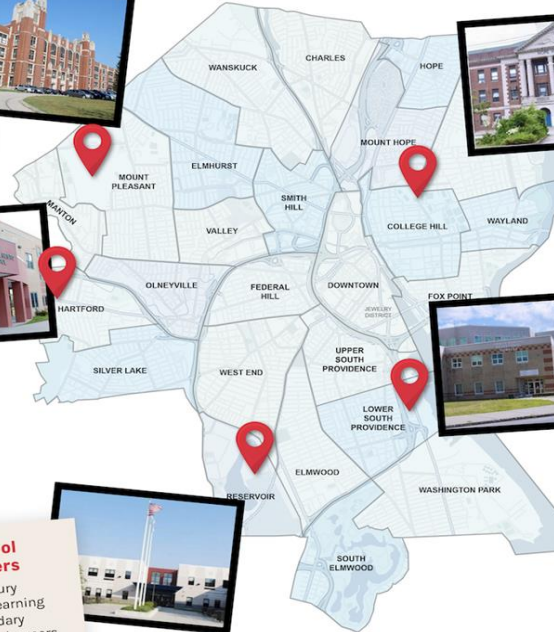 WANSKUCK
CHARLES
HOPE
MOUNT HOPE
ELMHURST
MOUNT
PLEASANT
SMITH
HILL
MANTON
VALLEY
COLLEGE HILL
WAYLAND
OLNEYVILLE
FEDERAL
HILL
DOWNTOWN
FOX POINT
HARTFORD
JEWELRY
DISTRICT
UPPER
SOUTH
PROVIDENCE
SILVER LAKE
WEST END
LOWER
SOUTH
PROVIDENCE
ELMWOOD
RESERVOIR
WASHINGTON PARK
SOUTH
ELMWOOD
ol
ers
ury
earning
dary